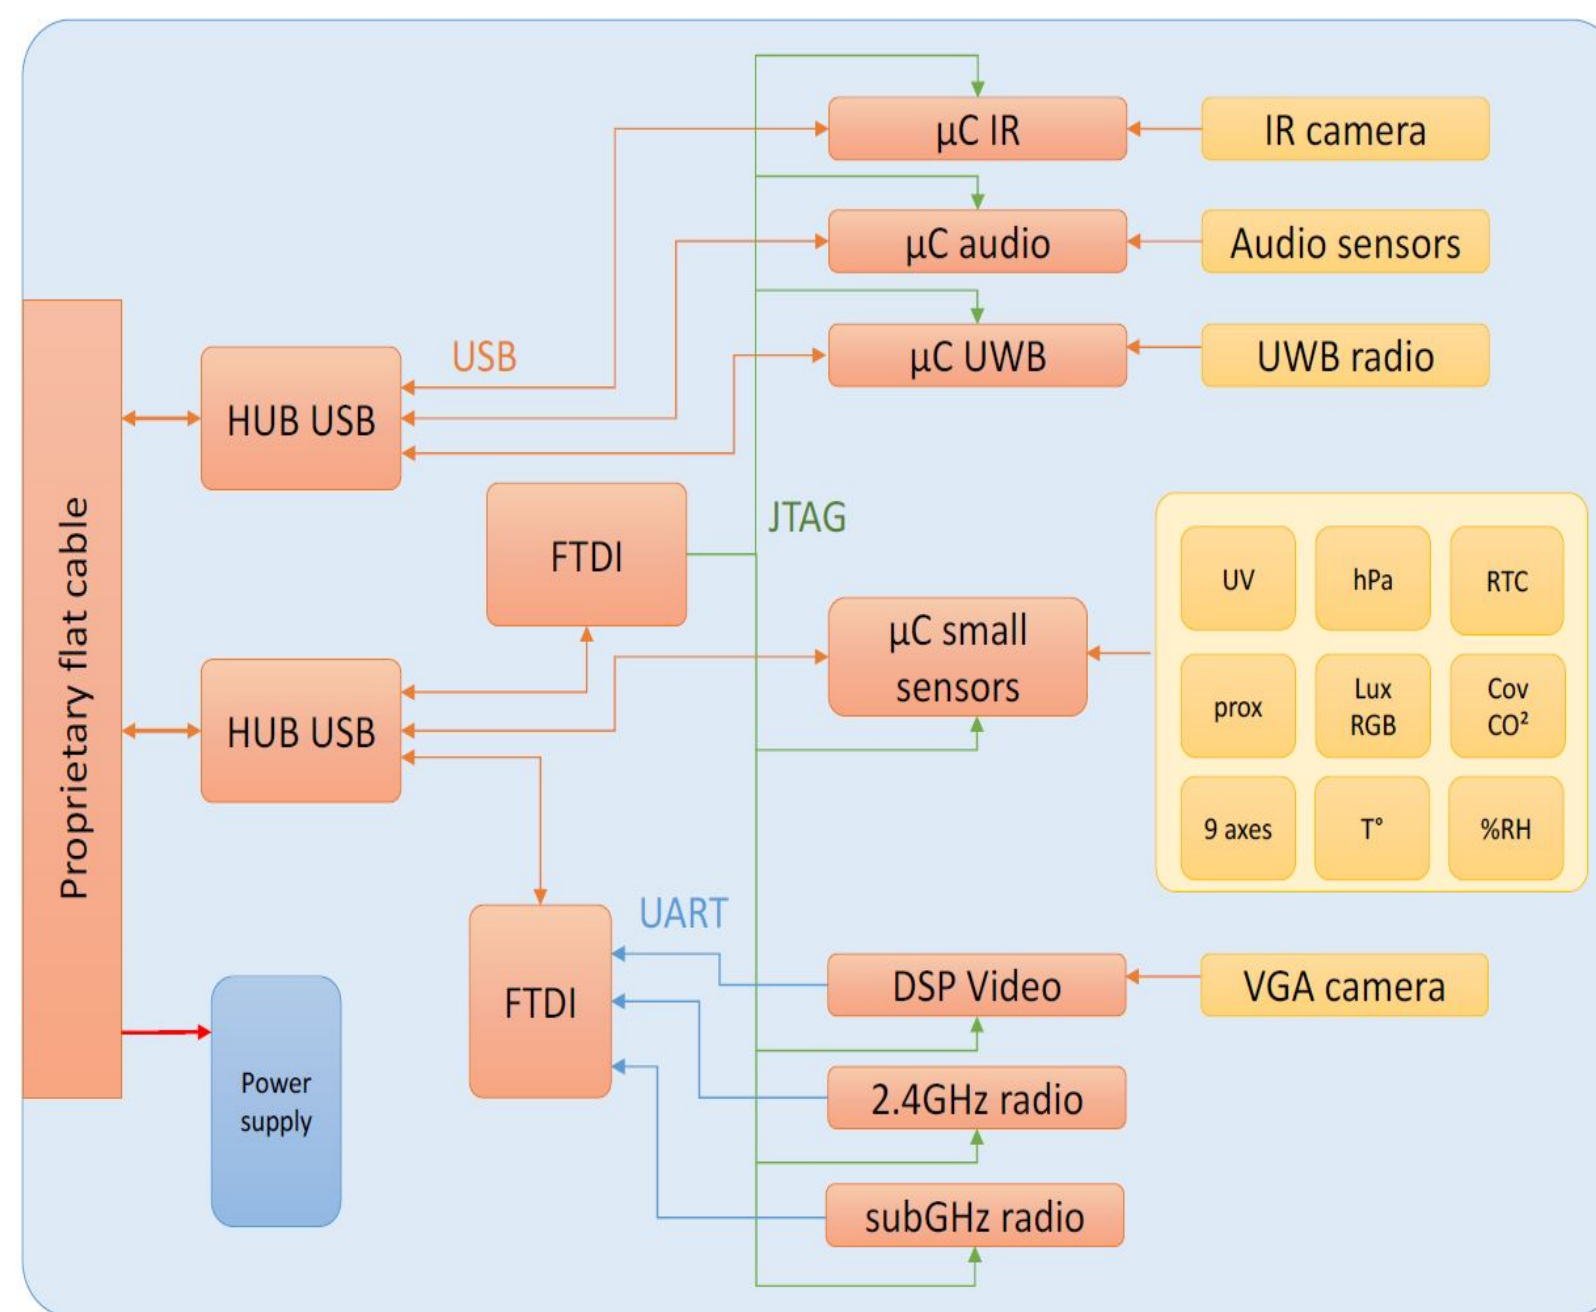 µC IR
IR camera
µC audio
Audio sensors
USB
µC UWB
UWB radio
HUB USB
Proprietary flat cable
JTAG
FTDI
UV
hPa
RTC
µC small
sensors
HUB USB
prox
Lux
RGB
Cov
CO²
9 axes
T°
%RH
UART
DSP Video
VGA camera
FTDI
Power
supply
2.4GHz radio
subGHz radio